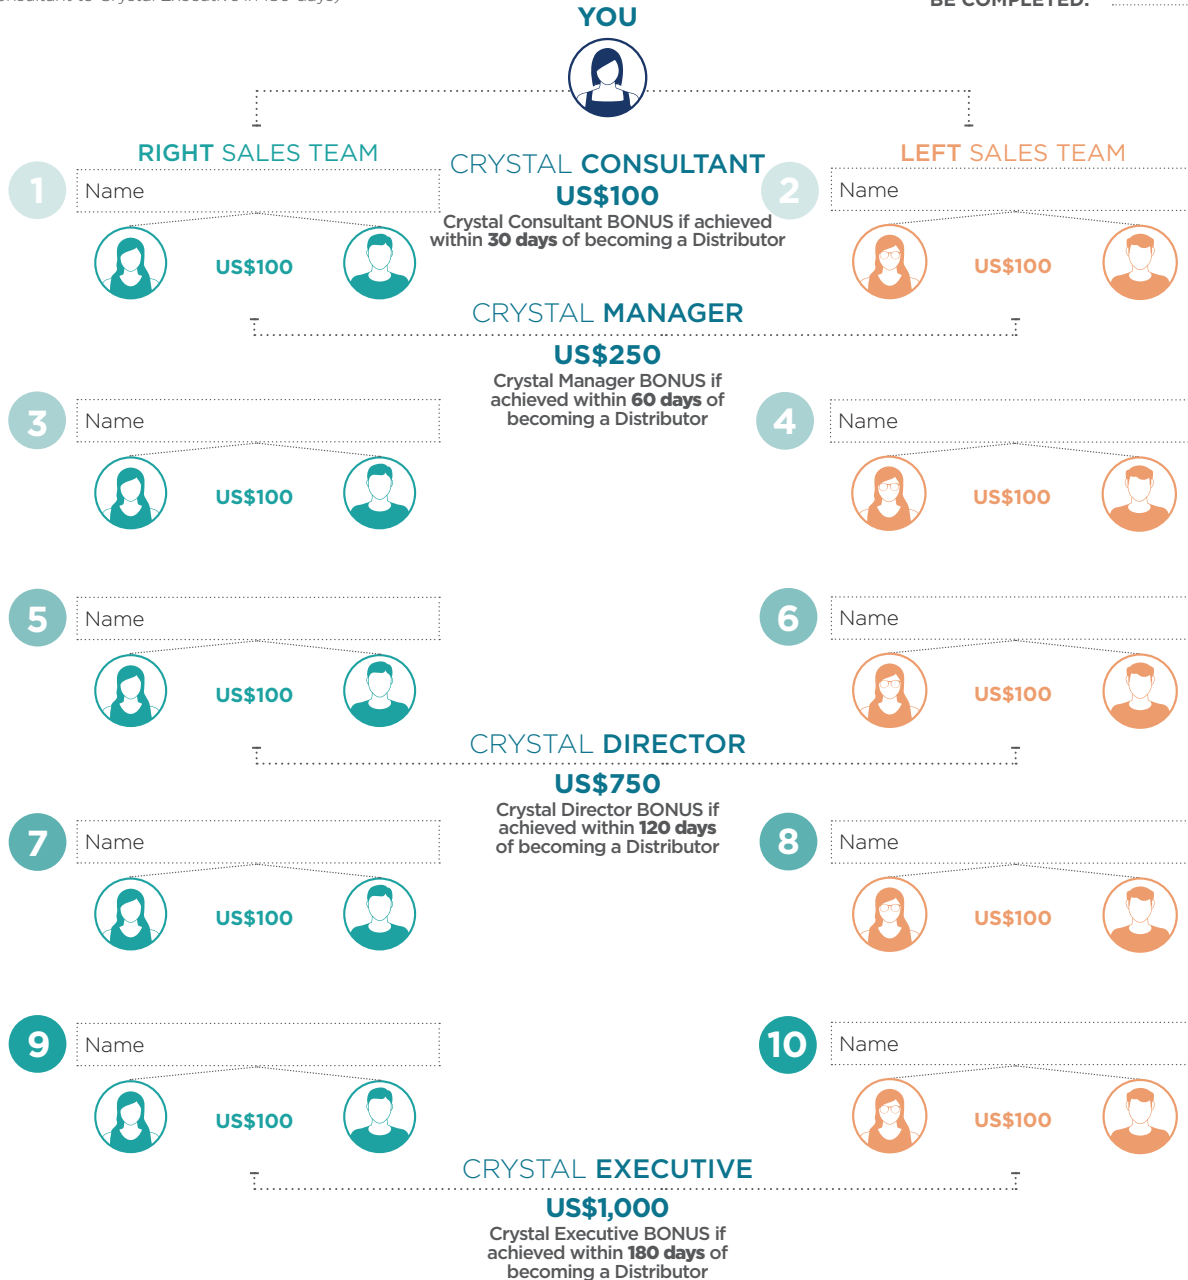 BE COMPLETED:
YOU
RIGHT SALES TEAM
LEFT SALES TEAM
CRYSTAL CONSULTANT
US$100
Crystal Consultant BONUS if achieved
within 30 days of becoming a Distributor
1
Name
US$100
2
Name
US$100
CRYSTAL MANAGER
US$250
Crystal Manager BONUS if
achieved within 60 days of
becoming a Distributor
3
Name
US$100
4
Name
US$100
5
Name
US$100
6
Name
US$100
CRYSTAL DIRECTOR
US$750
Crystal Director BONUS if
achieved within 120 days
of becoming a Distributor
7
Name
US$100
8
Name
US$100
9
Name
US$100
10
Name
US$100
CRYSTAL EXECUTIVE
US$1,000
Crystal Executive BONUS if
achieved within 180 days of
becoming a Distributor